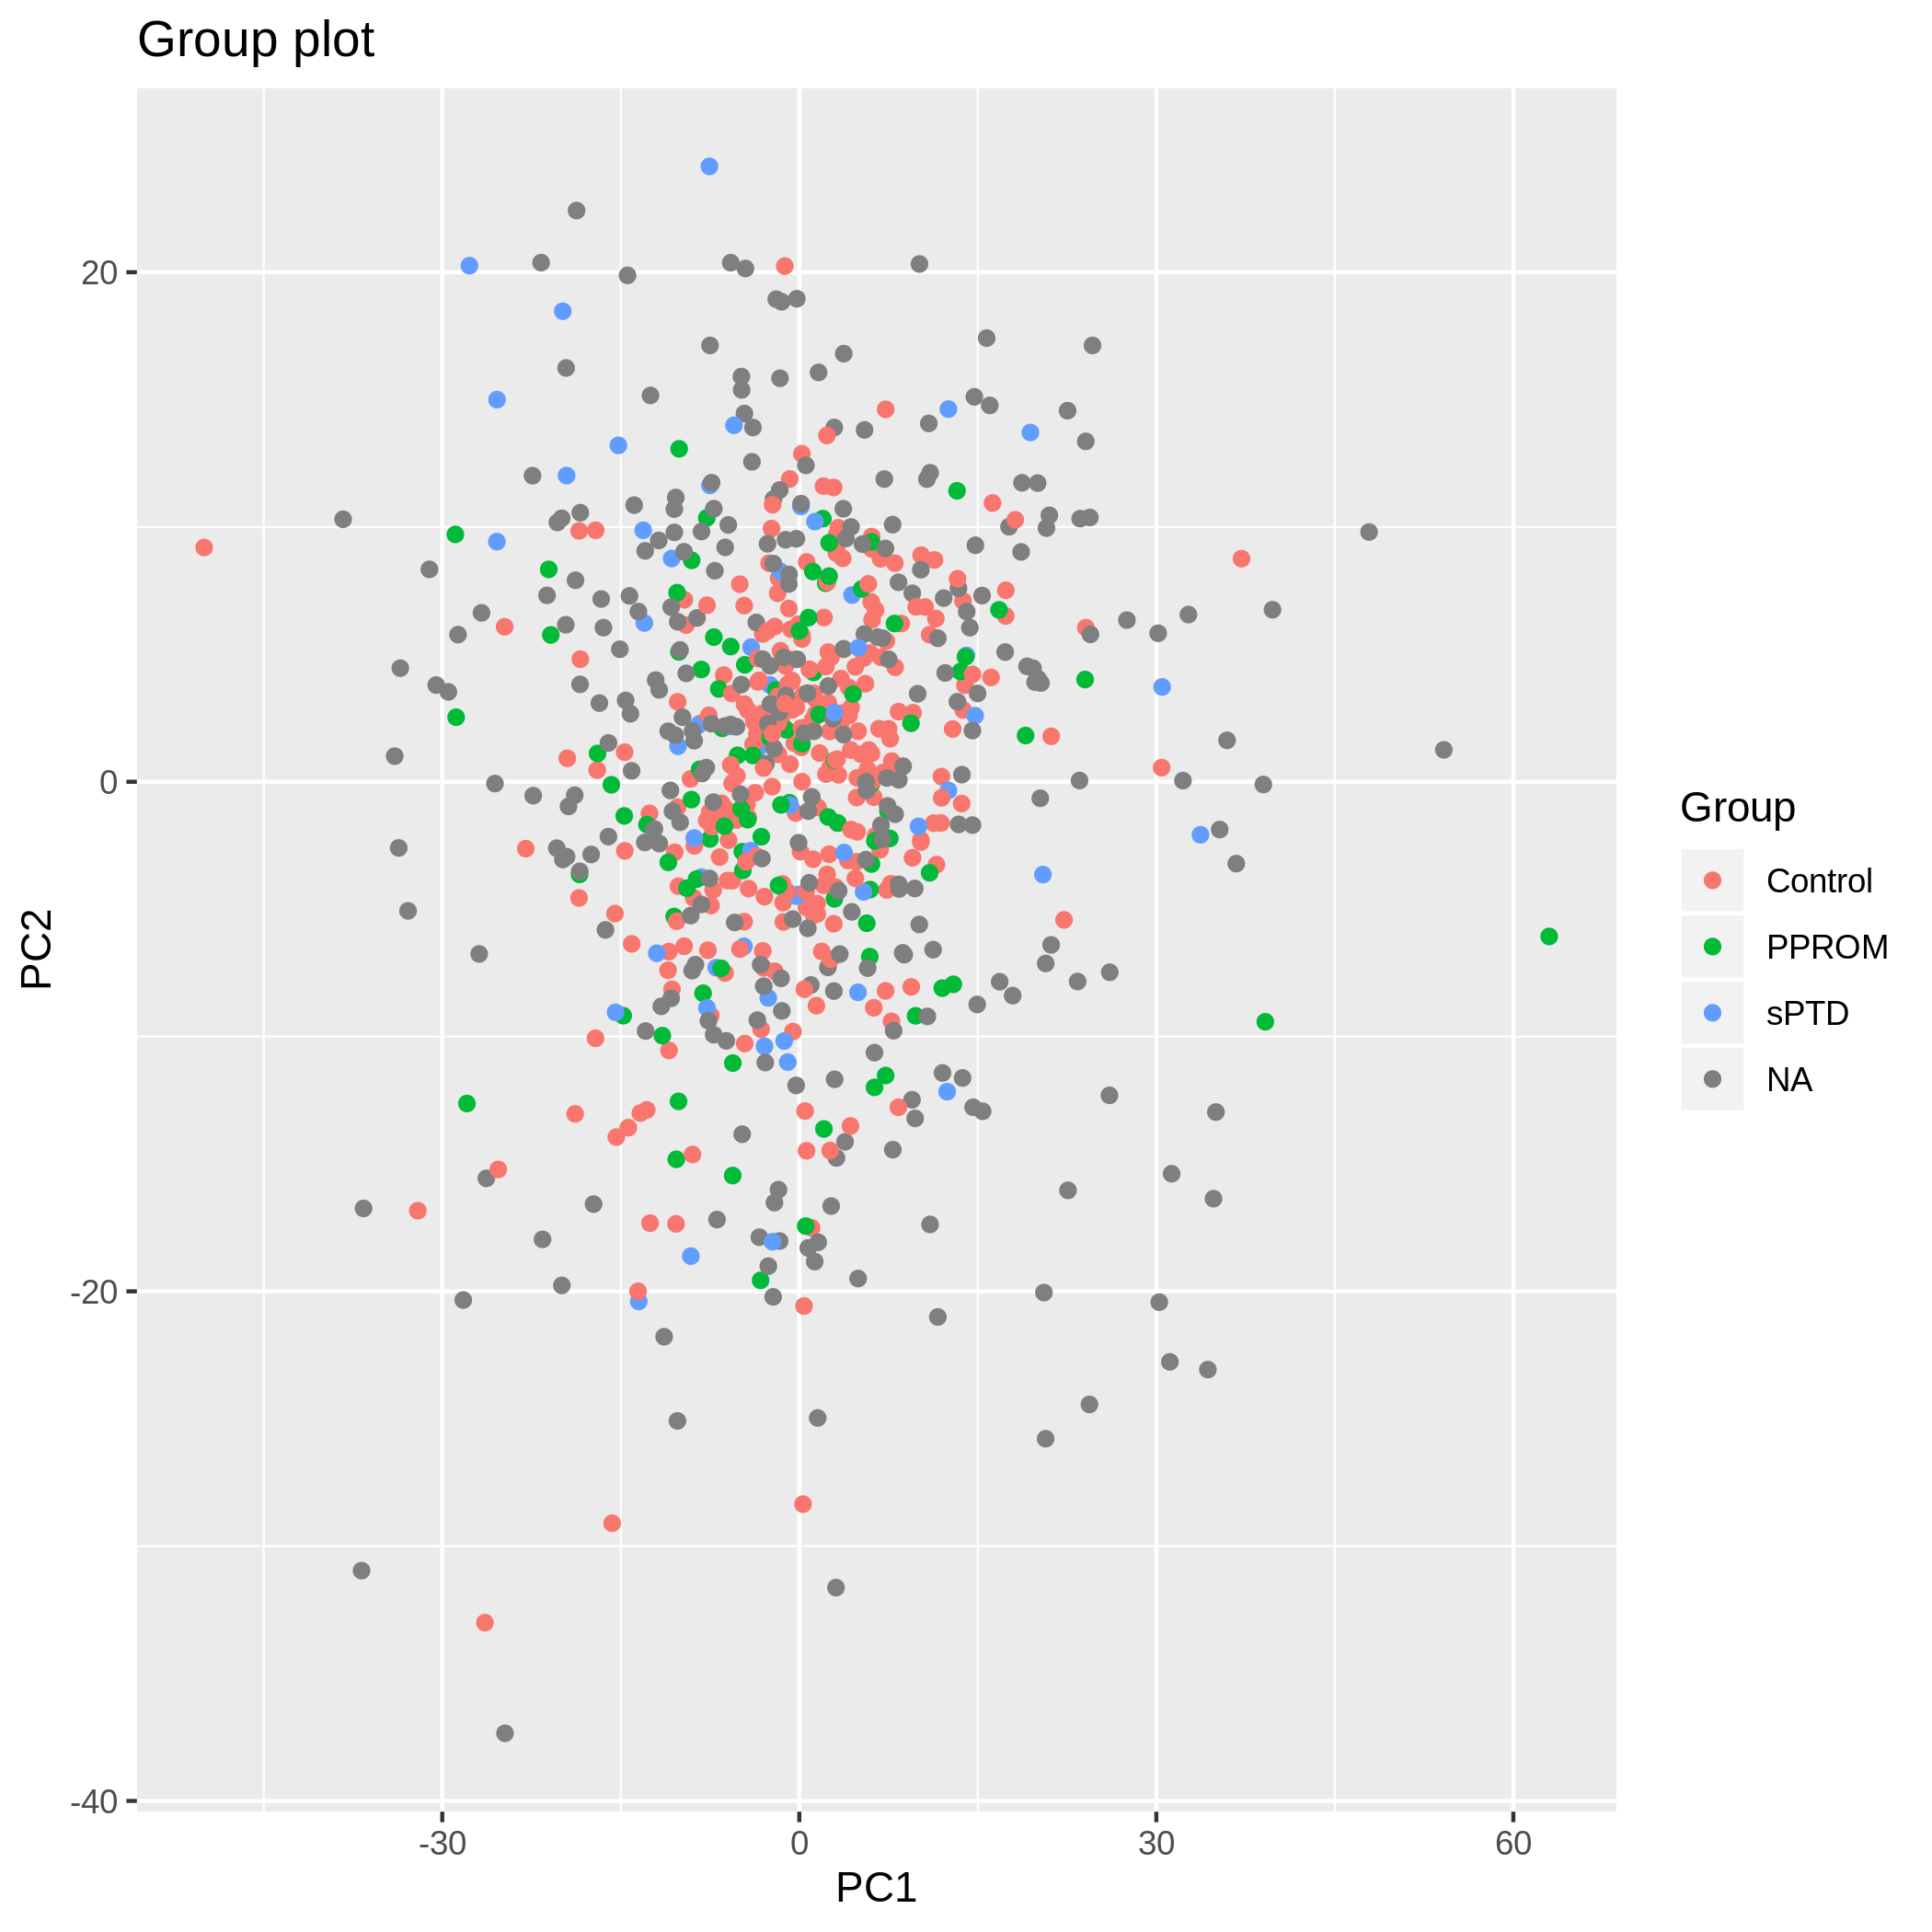 Group plot
20
0
-20
-40
-30
0
30
60
PC1
PC2
Group
Control
PPROM
sPTD
NA